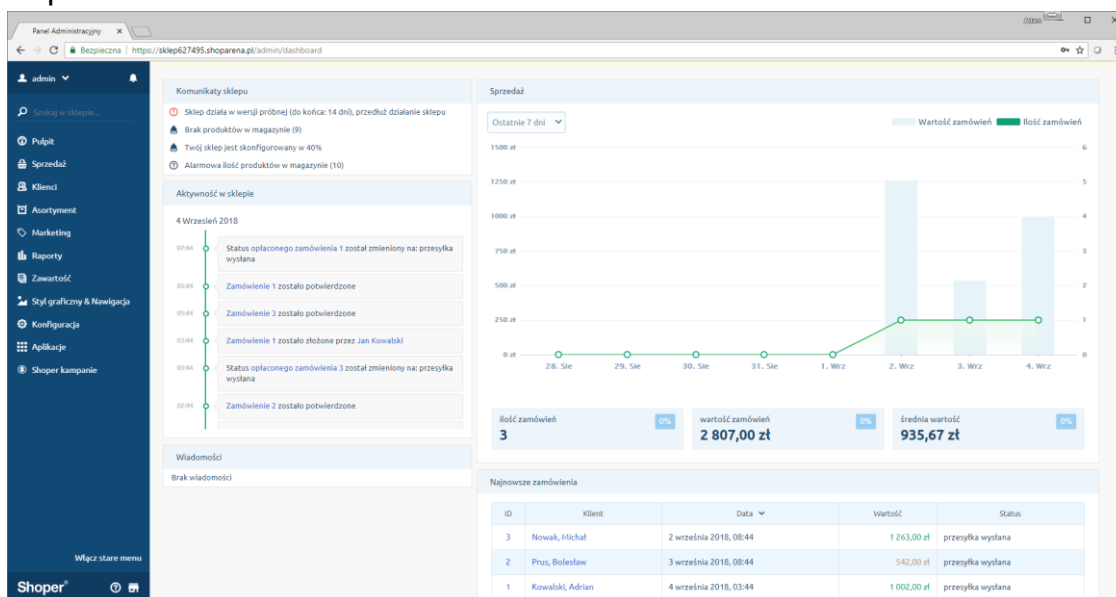 Panel Administracyjny
Bezpieczna
https://sklep627495.shoparena.pl/admin/dashboard
admin
Szukaj w sklepie...
Pulpit
Sprzedaż
Klienci
Asortyment
Marketing
Raporty
Zawartość
Styl graficzny & Nawigacja
Konfiguracja
Aplikacje
Shoper kampanie
Włącz stare menu
Shoper®
Komunikaty sklepu
Sklep działa w wersji próbnej (do końca: 14 dni), przedłuż działanie sklepu
Brak produktów w magazynie (9)
Twój sklep jest skonfigurowany w 40%
Alarmowa ilość produktów w magazynie (10)
Aktywność w sklepie
4 Wrzesień 2018
07:44
Status opłaconego zamówienia 1 został zmieniony na: przesyłka
wysłana
05:44
Zamówienie 1 zostało potwierdzone
05:44
Zamówienie 3 zostało potwierdzone
03:44
Zamówienie 1 zostało złożone przez Jan Kowalski
03:44
Status opłaconego zamówienia 3 został zmieniony na: przesyłka
wysłana
02:44
Zamówienie 2 zostało potwierdzone
Wiadomości
Brak wiadomości
Sprzedaż
Ostatnie 7 dni
Wartość zamówień
Ilość zamówień
1500 zł
6
1250 zł
5
1000 zł
4
750 zł
3
500 zł
2
250 zł
1
0 zł
0
28. Sie
29. Sie
30. Sie
31. Sie
1. Wrz
2. Wrz
3. Wrz
4. Wrz
Ilość zamówień
0%
3
wartość zamówień
0%
2 807,00 zł
średnia wartość
0%
935,67 zł
Najnowsze zamówienia
ID Klient Data Wartość Status
3 Nowak, Michał 2 września 2018, 08:44 1 263,00 zł przesyłka wysłana
2 Prus, Bolesław 3 września 2018, 08:44 542,00 zł przesyłka wysłana
1 Kowalski, Adrian 4 września 2018, 03:44 1 002,00 zł przesyłka wysłana